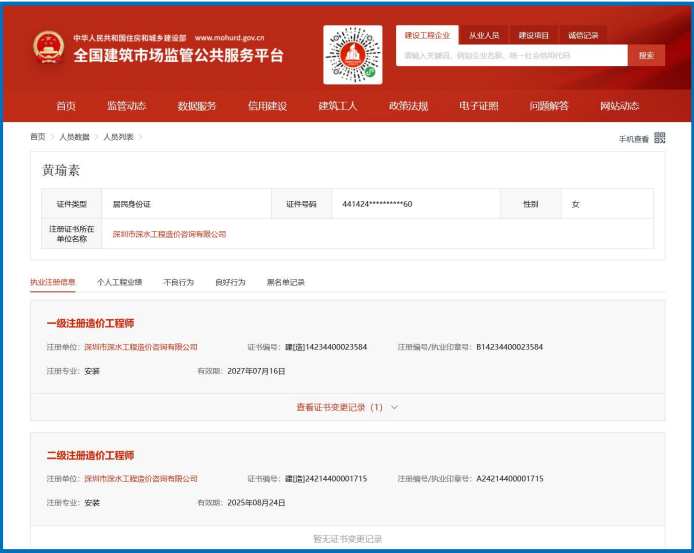 中华人民共和国住房和城乡建设部 www.mohurd.gov.cn
全国建筑市场监管公共服务平台
建设工程企业 从业人员 建设项目 诚信记录
请输入关键词，例如企业名称、统一社会信用代码 搜索
首页 监管动态 数据服务 信用建设 建筑工人 政策法规 电子证照 问题解答 网站动态
首页 > 人员数据 > 人员列表 >
手机查看
黄瑜素
证件类型 居民身份证 证件号码 441424**********60 性别 女
注册证书所在
单位名称 深圳市深水工程造价咨询有限公司
执业注册信息 个人工程业绩 不良行为 良好行为 黑名单记录
一级注册造价工程师
注册单位：深圳市深水工程造价咨询有限公司 证书编号：建[造]14234400023584 注册编号/执业印章号：B14234400023584
注册专业：安装 有效期：2027年07月16日
查看证书变更记录（1）
二级注册造价工程师
注册单位：深圳市深水工程造价咨询有限公司 证书编号：建[造]24214400001715 注册编号/执业印章号：A24214400001715
注册专业：安装 有效期：2025年08月24日
暂无证书变更记录